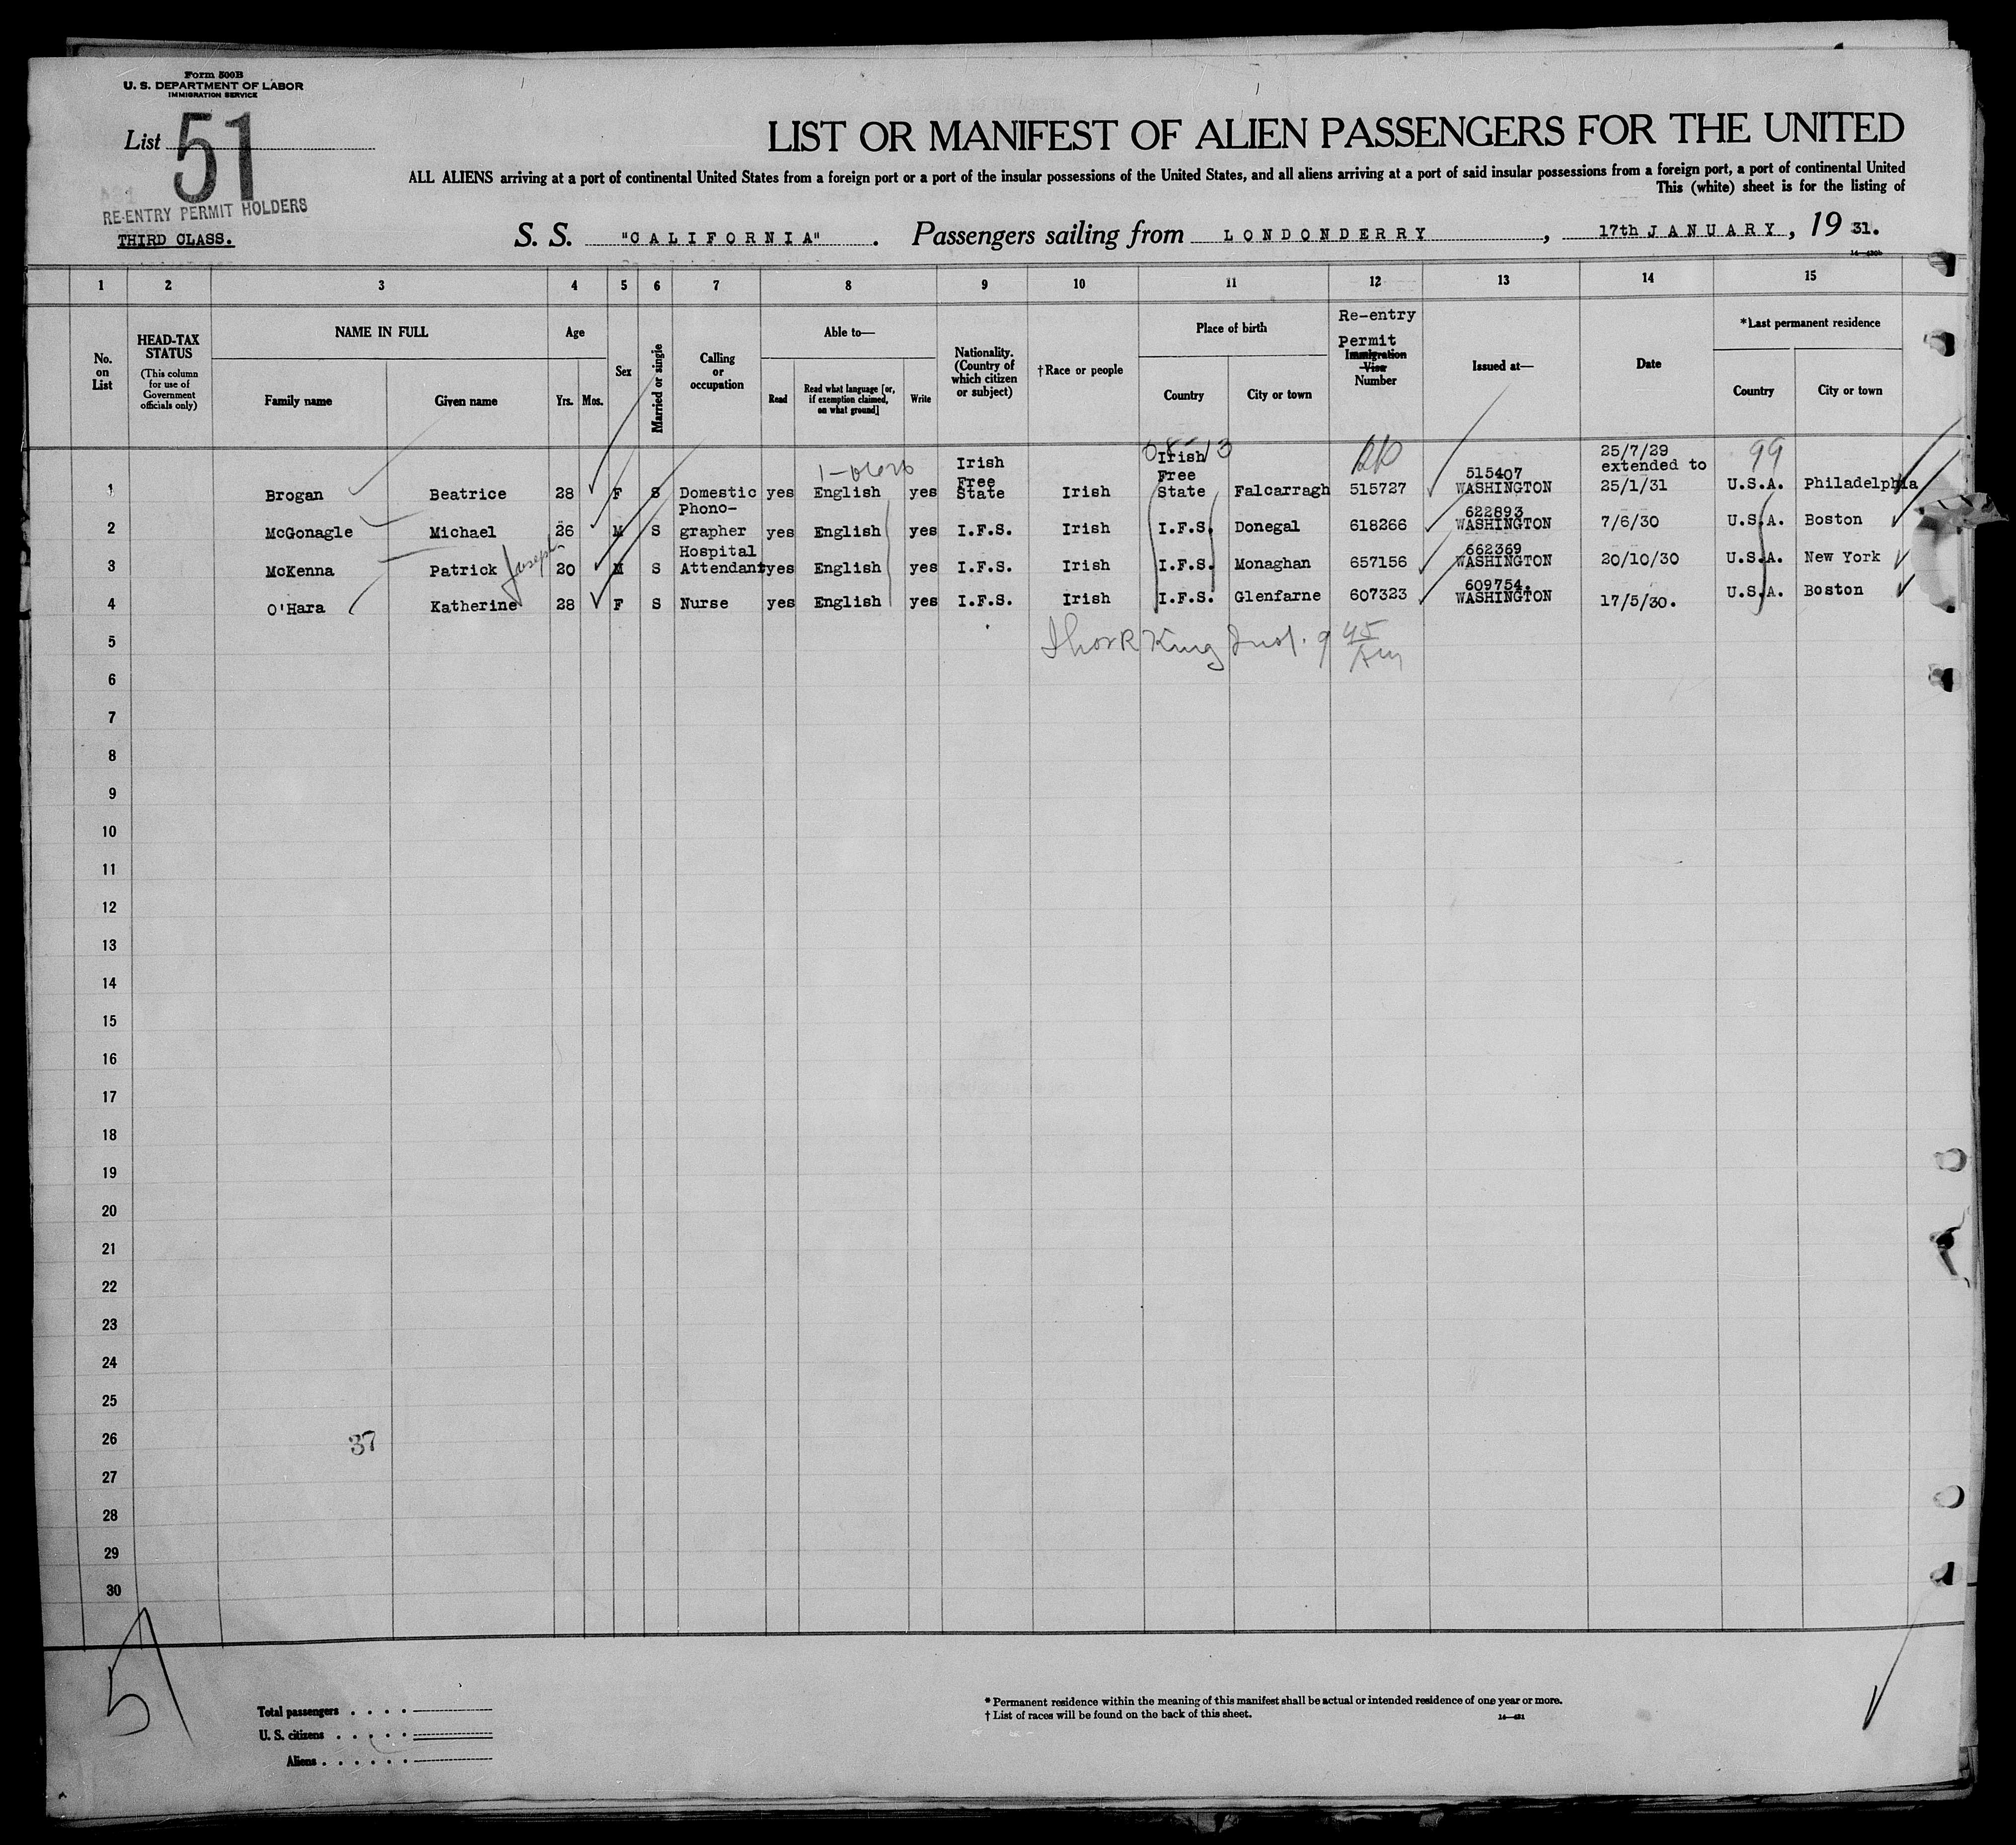 Form 500B
U. S. DEPARTMENT OF LABOR
IMMIGRATION SERVICE
List 51
RE-ENTRY PERMIT HOLDERS
THIRD CLASS.
LIST OR MANIFEST OF ALIEN PASSENGERS FOR THE UNITED
ALL ALIENS arriving at a port of continental United States from a foreign port or a port of the insular possessions of the United States, and all aliens arriving at a port of said insular possessions from a foreign port, a port of continental United
This (white) sheet is for the listing of
S. S. "CALIFORNIA" . Passengers sailing from LONDONDERRY, 17th JANUARY, 19 31.
1 2 3 4 5 6 7 8 9 10 11 12 13 14 15
No. on List
HEAD-TAX STATUS
(This column for use of Government officials only)
NAME IN FULL
Family name Given name
Age
Yrs. Mos.
Sex
Married or single
Calling or occupation
Able to—
Read Read what language [or, if exemption claimed, on what ground] Write
Nationality. (Country of which citizen or subject)
†Race or people
Place of birth
Country City or town
Re-entry Permit
Immigration Visa Number
Issued at—
Date
*Last permanent residence
Country City or town
1 Brogan Beatrice 28 F S Domestic yes English yes Irish Free State Irish Irish Free State Falcarragh 515727 515407 WASHINGTON 25/7/29 extended to 25/1/31 99 U.S.A. Philadelphia
2 McGonagle Michael 26 M S Phono-grapher yes English yes I.F.S. Irish I.F.S. Donegal 618266 622893 WASHINGTON 7/6/30 U.S.A. Boston
3 McKenna Patrick Joseph 20 M S Hospital Attendant yes English yes I.F.S. Irish I.F.S. Monaghan 657156 662369 WASHINGTON 20/10/30 U.S.A. New York
4 O'Hara Katherine 28 F S Nurse yes English yes I.F.S. Irish I.F.S. Glenfarne 607323 609754. WASHINGTON 17/5/30. U.S.A. Boston
5 King 9 45
6
7
8
9
10
11
12
13
14
15
16
17
18
19
20
21
22
23
24
25
26 37
27
28
29
30
51
Total passengers . . . .
U. S. citizens . . . . .
Aliens . . . . . .
* Permanent residence within the meaning of this manifest shall be actual or intended residence of one year or more.
† List of races will be found on the back of this sheet.
14—421